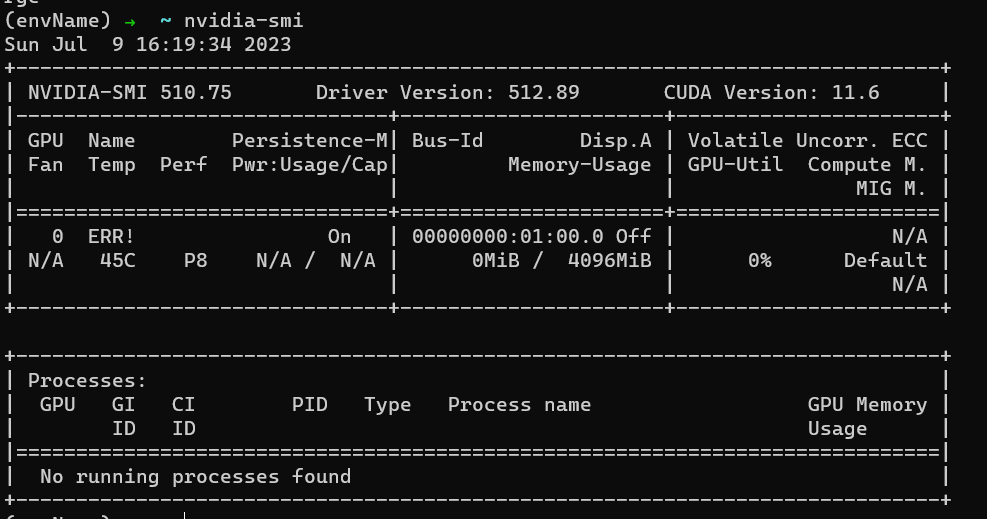 (envName) → ~ nvidia-smi
Sun Jul  9 16:19:34 2023
+-----------------------------------------------------------------------------+
| NVIDIA-SMI 510.75       Driver Version: 512.89       CUDA Version: 11.6     |
|-------------------------------+----------------------+----------------------+
| GPU  Name        Persistence-M| Bus-Id        Disp.A | Volatile Uncorr. ECC |
| Fan  Temp  Perf  Pwr:Usage/Cap|         Memory-Usage | GPU-Util  Compute M. |
|                               |                      |               MIG M. |
|===============================+======================+======================|
|   0  ERR!                On   | 00000000:01:00.0 Off |                  N/A |
| N/A   45C    P8    N/A /  N/A |      0MiB /  4096MiB |      0%      Default |
|                               |                      |                  N/A |
+-------------------------------+----------------------+----------------------+

+-----------------------------------------------------------------------------+
| Processes:                                                                  |
|  GPU   GI   CI        PID   Type   Process name                  GPU Memory |
|        ID   ID                                                   Usage      |
|=============================================================================|
|  No running processes found                                                 |
+-----------------------------------------------------------------------------+